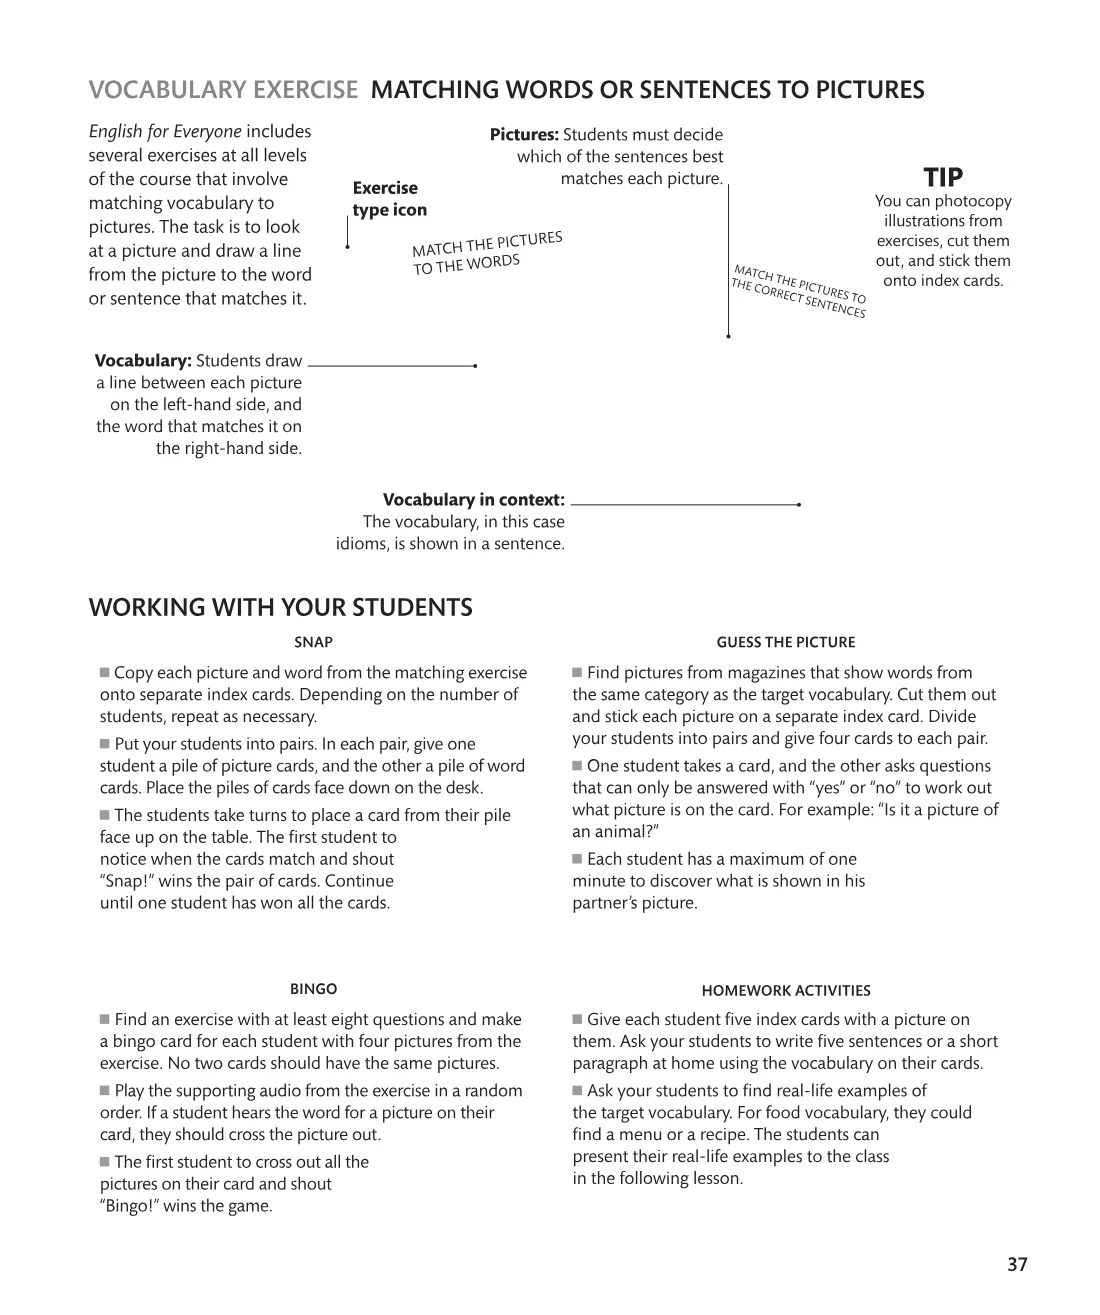 VOCABULARY EXERCISE MATCHING WORDS OR SENTENCES TO PICTURES
English for Everyone includes
several exercises at all levels
of the course that involve
matching vocabulary to
pictures. The task is to look
at a picture and draw a line
from the picture to the word
or sentence that matches it.
Exercise
type icon
Pictures: Students must decide
which of the sentences best
matches each picture.
TIP
You can photocopy
illustrations from
exercises, cut them
out, and stick them
onto index cards.
MATCH THE PICTURES
TO THE WORDS
MATCH THE PICTURES TO
THE CORRECT SENTENCES
Vocabulary: Students draw
a line between each picture
on the left-hand side, and
the word that matches it on
the right-hand side.
Vocabulary in context:
The vocabulary, in this case
idioms, is shown in a sentence.
WORKING WITH YOUR STUDENTS
SNAP
■ Copy each picture and word from the matching exercise
onto separate index cards. Depending on the number of
students, repeat as necessary.
■ Put your students into pairs. In each pair, give one
student a pile of picture cards, and the other a pile of word
cards. Place the piles of cards face down on the desk.
■ The students take turns to place a card from their pile
face up on the table. The first student to
notice when the cards match and shout
“Snap!” wins the pair of cards. Continue
until one student has won all the cards.
GUESS THE PICTURE
■ Find pictures from magazines that show words from
the same category as the target vocabulary. Cut them out
and stick each picture on a separate index card. Divide
your students into pairs and give four cards to each pair.
■ One student takes a card, and the other asks questions
that can only be answered with “yes” or “no” to work out
what picture is on the card. For example: “Is it a picture of
an animal?”
■ Each student has a maximum of one
minute to discover what is shown in his
partner’s picture.
BINGO
■ Find an exercise with at least eight questions and make
a bingo card for each student with four pictures from the
exercise. No two cards should have the same pictures.
■ Play the supporting audio from the exercise in a random
order. If a student hears the word for a picture on their
card, they should cross the picture out.
■ The first student to cross out all the
pictures on their card and shout
“Bingo!” wins the game.
HOMEWORK ACTIVITIES
■ Give each student five index cards with a picture on
them. Ask your students to write five sentences or a short
paragraph at home using the vocabulary on their cards.
■ Ask your students to find real-life examples of
the target vocabulary. For food vocabulary, they could
find a menu or a recipe. The students can
present their real-life examples to the class
in the following lesson.
37